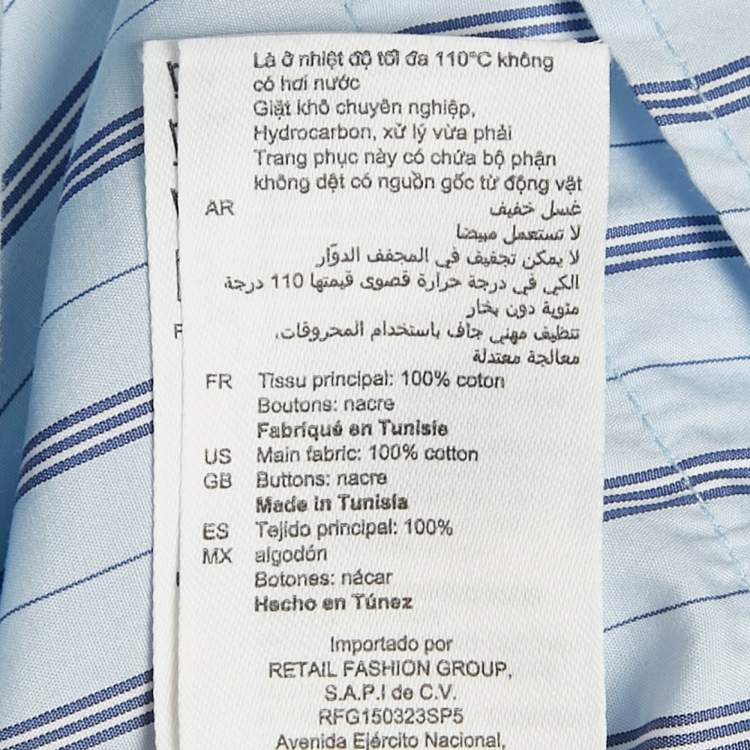 Là ở nhiệt độ tối đa 110°C không
có hơi nước
Giặt khô chuyên nghiệp,
Hydrocarbon, xử lý vừa phải
Trang phục này có chứa bộ phận
không dệt có nguồn gốc từ động vật
AR غسل خفيف
لا تستعمل مبيضا
لا يمكن تجفيف في المجفف الدوّار
الكي في درجة حرارة قصوى قيمتها 110 درجة
مئوية دون بخار
تنظيف مهني جاف باستخدام المحروقات،
معالجة معتدلة
FR Tissu principal: 100% coton
Boutons: nacre
Fabriqué en Tunisie
US Main fabric: 100% cotton
GB Buttons: nacre
Made in Tunisia
ES Tejido principal: 100%
MX algodón
Botones: nácar
Hecho en Túnez
Importado por
RETAIL FASHION GROUP,
S.A.P.I de C.V.
RFG150323SP5
Avenida Ejército Nacional,